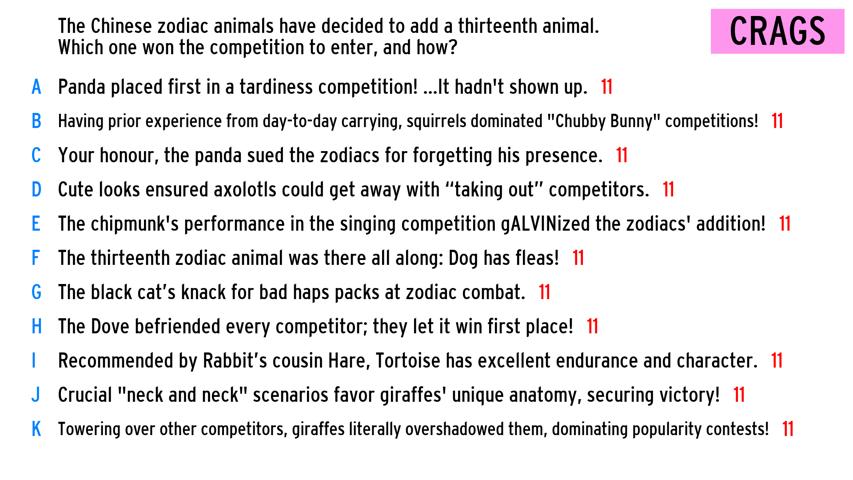 The Chinese zodiac animals have decided to add a thirteenth animal.
Which one won the competition to enter, and how?
CRAGS
A Panda placed first in a tardiness competition! ...It hadn't shown up. 11
B Having prior experience from day-to-day carrying, squirrels dominated "Chubby Bunny" competitions! 11
C Your honour, the panda sued the zodiacs for forgetting his presence. 11
D Cute looks ensured axolotls could get away with “taking out” competitors. 11
E The chipmunk's performance in the singing competition gALVINized the zodiacs' addition! 11
F The thirteenth zodiac animal was there all along: Dog has fleas! 11
G The black cat’s knack for bad haps packs at zodiac combat. 11
H The Dove befriended every competitor; they let it win first place! 11
I Recommended by Rabbit’s cousin Hare, Tortoise has excellent endurance and character. 11
J Crucial "neck and neck" scenarios favor giraffes' unique anatomy, securing victory! 11
K Towering over other competitors, giraffes literally overshadowed them, dominating popularity contests! 11